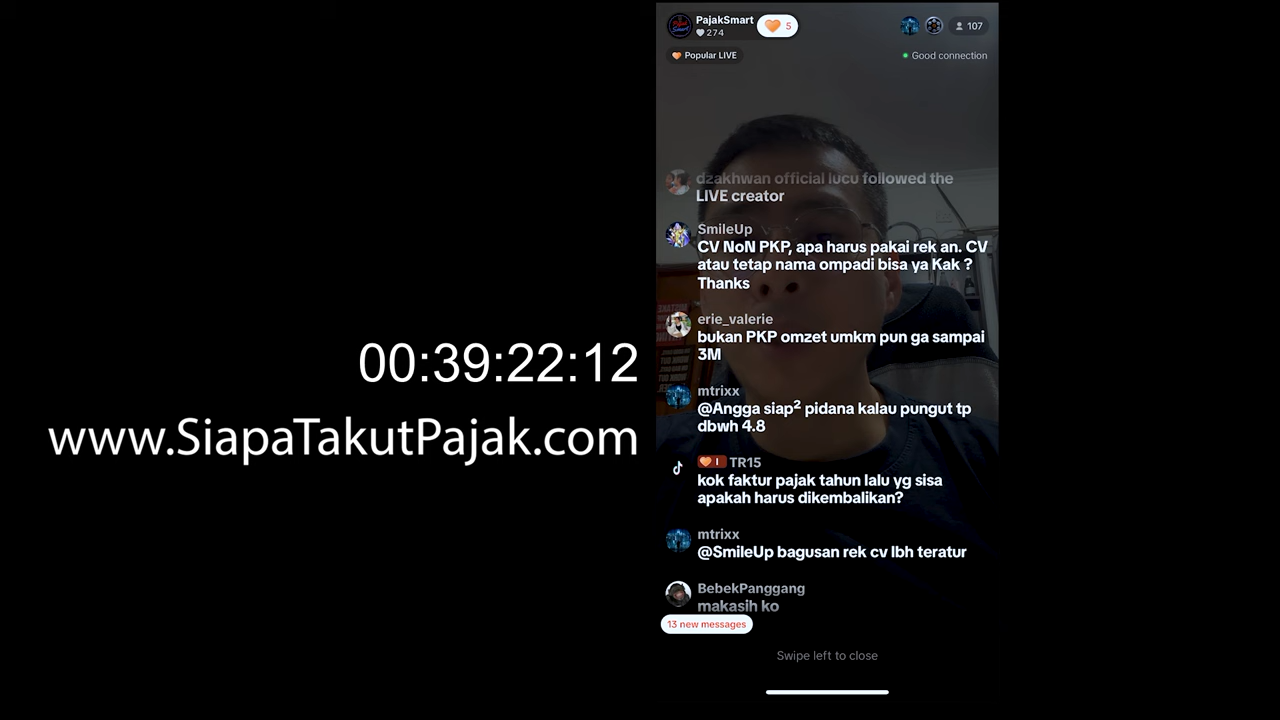 00:39:22:12
www.SiapaTakutPajak.com
PajakSmart
274
5
107
Popular LIVE
Good connection
dzakhwan official lucu followed the
LIVE creator
SmileUp
CV NoN PKP, apa harus pakai rek an. CV
atau tetap nama ompadi bisa ya Kak ?
Thanks
erie_valerie
bukan PKP omzet umkm pun ga sampai
3M
mtrixx
@Angga siap² pidana kalau pungut tp
dbwh 4.8
I TR15
kok faktur pajak tahun lalu yg sisa
apakah harus dikembalikan?
mtrixx
@SmileUp bagusan rek cv lbh teratur
BebekPanggang
makasih ko
13 new messages
Swipe left to close